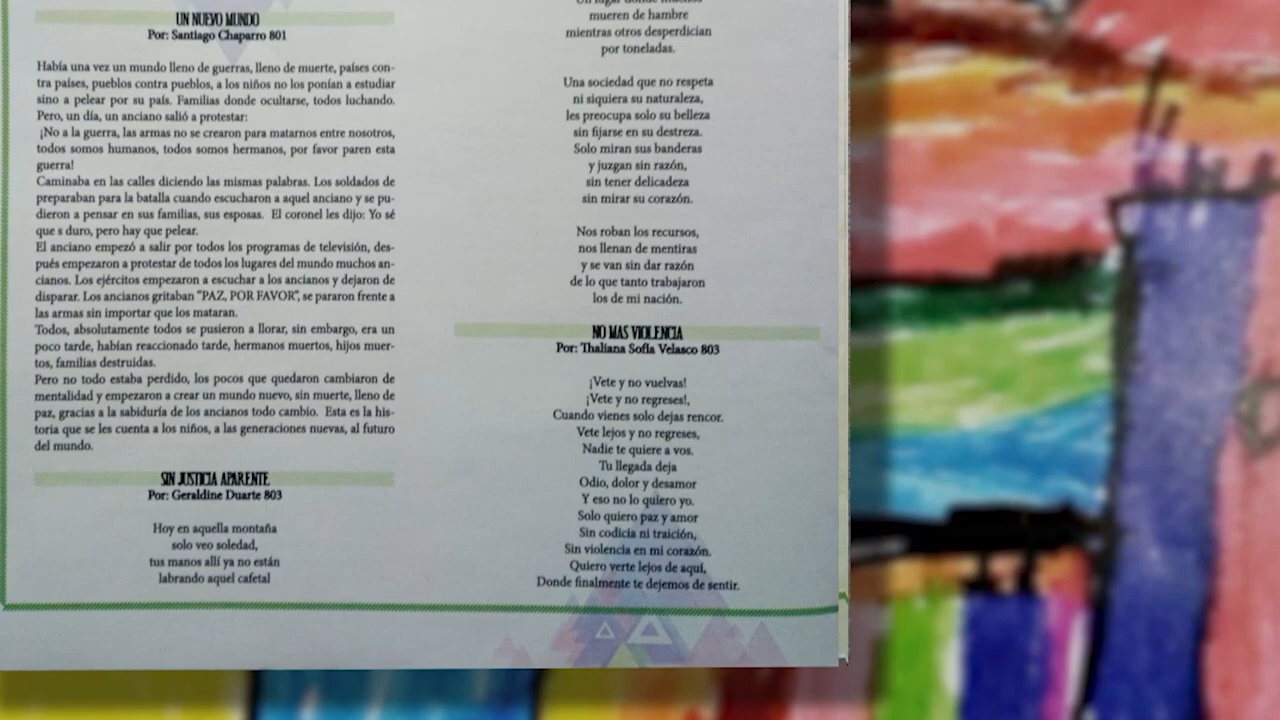 UN NUEVO MUNDO
Por: Santiago Chaparro 801
Había una vez un mundo lleno de guerras, lleno de muerte, países con-
tra países, pueblos contra pueblos, a los niños no los ponían a estudiar
sino a pelear por su país. Familias donde ocultarse, todos luchando.
Pero, un día, un anciano salió a protestar:
¡No a la guerra, las armas no se crearon para matarnos entre nosotros,
todos somos humanos, todos somos hermanos, por favor paren esta
guerra!
Caminaba en las calles diciendo las mismas palabras. Los soldados de
preparaban para la batalla cuando escucharon a aquel anciano y se pu-
dieron a pensar en sus familias, sus esposas. El coronel les dijo: Yo sé
que s duro, pero hay que pelear.
El anciano empezó a salir por todos los programas de televisión, des-
pués empezaron a protestar de todos los lugares del mundo muchos an-
cianos. Los ejércitos empezaron a escuchar a los ancianos y dejaron de
disparar. Los ancianos gritaban "PAZ, POR FAVOR", se pararon frente a
las armas sin importar que los mataran.
Todos, absolutamente todos se pusieron a llorar, sin embargo, era un
poco tarde, habían reaccionado tarde, hermanos muertos, hijos muer-
tos, familias destruidas.
Pero no todo estaba perdido, los pocos que quedaron cambiaron de
mentalidad y empezaron a crear un mundo nuevo, sin muerte, lleno de
paz, gracias a la sabiduría de los ancianos todo cambio. Esta es la his-
toria que se les cuenta a los niños, a las generaciones nuevas, al futuro
del mundo.
SIN JUSTICIA APARENTE
Por: Geraldine Duarte 803
Hoy en aquella montaña
solo veo soledad,
tus manos allí ya no están
labrando aquel cafetal
Un lugar donde muchos
mueren de hambre
mientras otros desperdician
por toneladas.
Una sociedad que no respeta
ni siquiera su naturaleza,
les preocupa solo su belleza
sin fijarse en su destreza.
Solo miran sus banderas
y juzgan sin razón,
sin tener delicadeza
sin mirar su corazón.
Nos roban los recursos,
nos llenan de mentiras
y se van sin dar razón
de lo que tanto trabajaron
los de mi nación.
NO MAS VIOLENCIA
Por: Thaliana Sofía Velasco 803
¡Vete y no vuelvas!
¡Vete y no regreses!,
Cuando vienes solo dejas rencor.
Vete lejos y no regreses,
Nadie te quiere a vos.
Tu llegada deja
Odio, dolor y desamor
Y eso no lo quiero yo.
Solo quiero paz y amor
Sin codicia ni traición,
Sin violencia en mi corazón.
Quiero verte lejos de aquí,
Donde finalmente te dejemos de sentir.